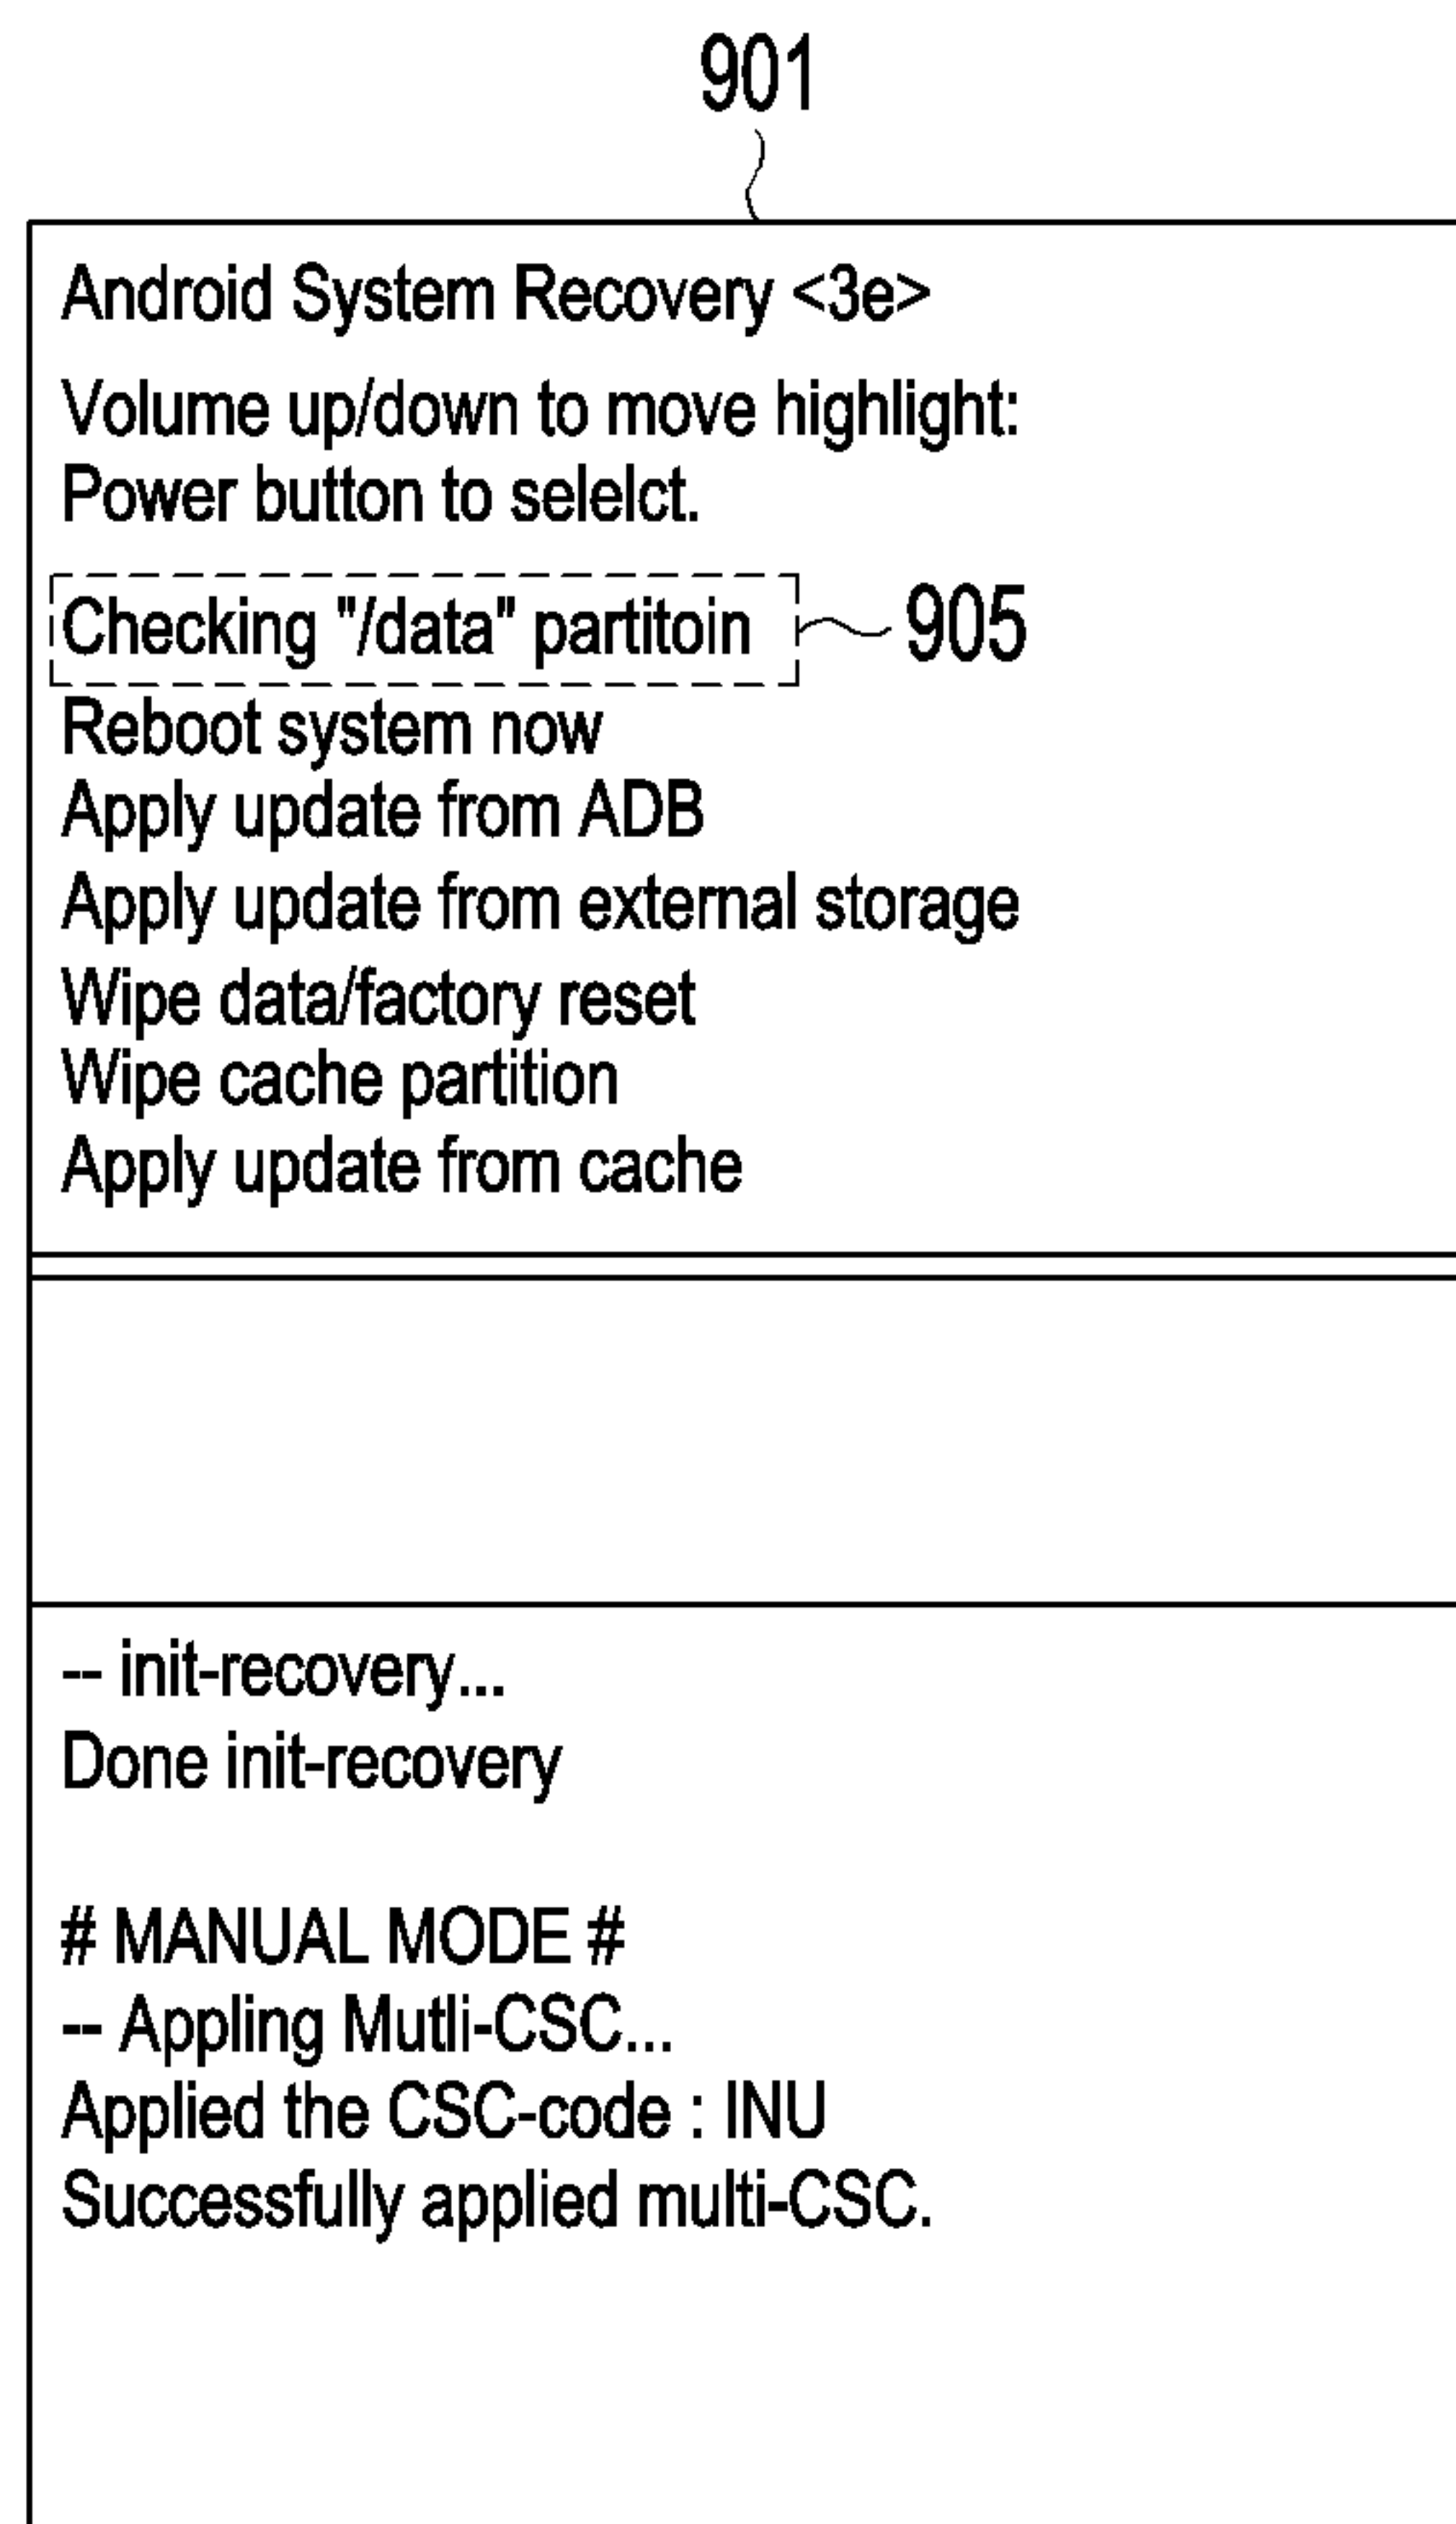 901
Android System Recovery <3e>
Volume up/down to move highlight:
Power button to selelct.
Checking "/data" partitoin
905
Reboot system now
Apply update from ADB
Apply update from external storage
Wipe data/factory reset
Wipe cache partition
Apply update from cache
-- init-recovery...
Done init-recovery
# MANUAL MODE #
-- Appling Mutli-CSC...
Applied the CSC-code : INU
Successfully applied multi-CSC.